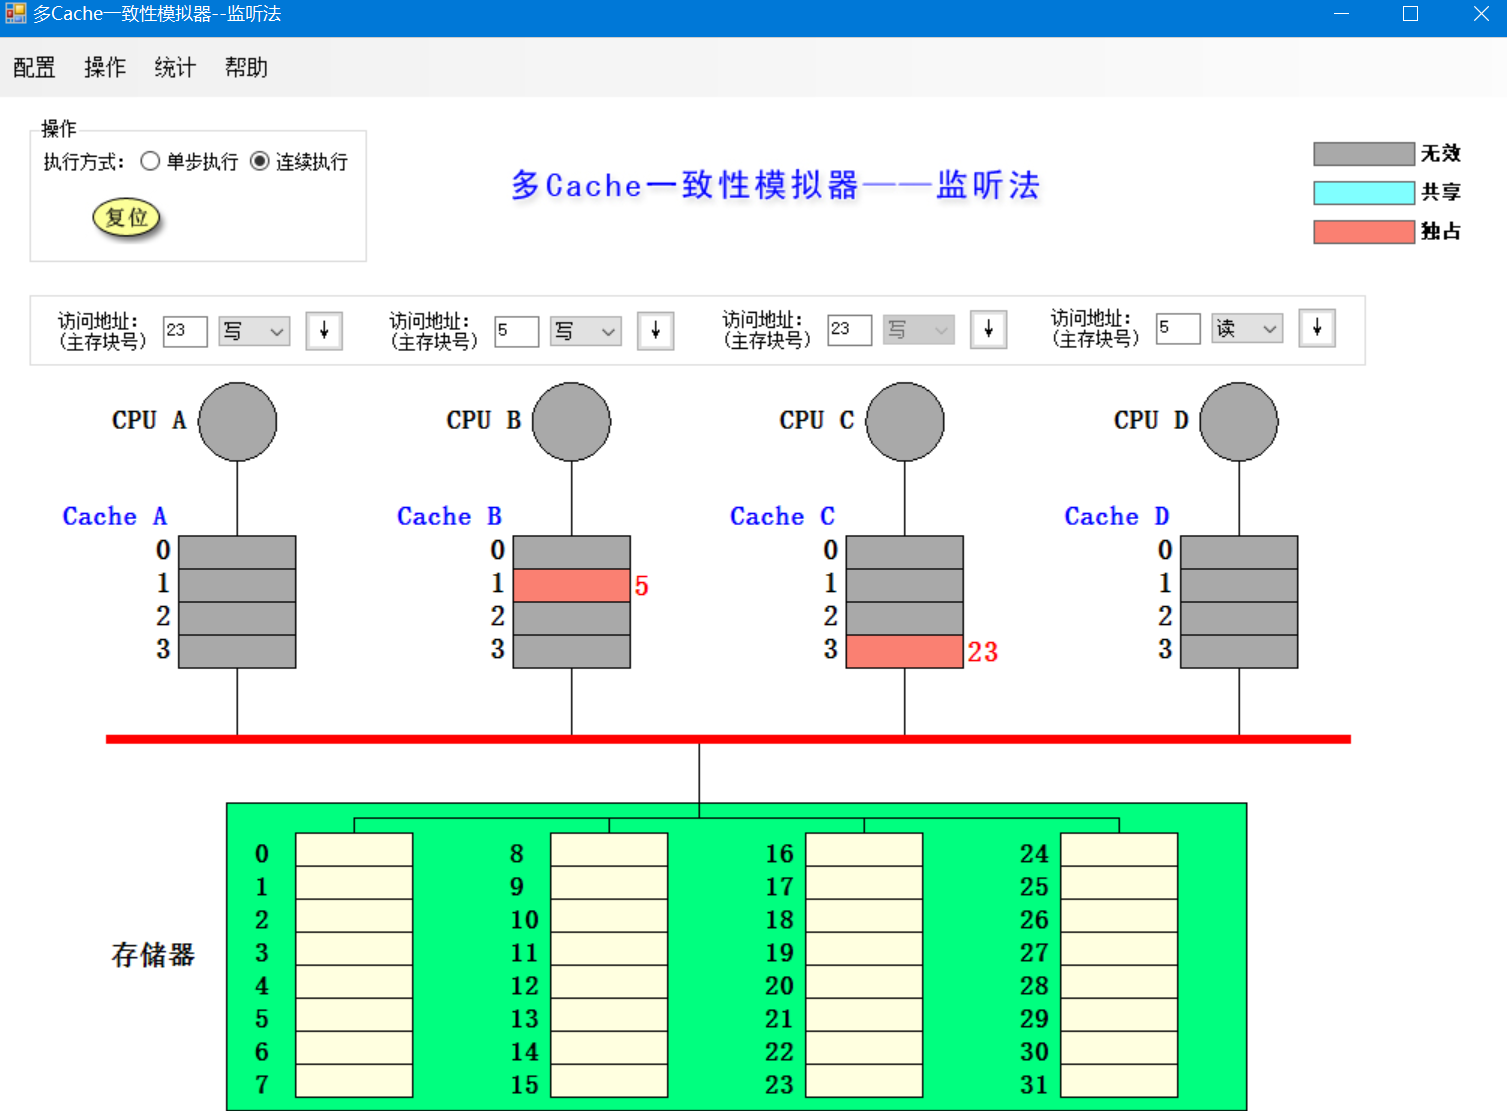 多Cache一致性模拟器--监听法
配置 操作 统计 帮助
操作
执行方式： 单步执行 连续执行
复位
多Cache一致性模拟器——监听法
无效
共享
独占
访问地址：
（主存块号） 23 写 ↓
访问地址：
（主存块号） 5 写 ↓
访问地址：
（主存块号） 23 写 ↓
访问地址：
（主存块号） 5 读 ↓
CPU A CPU B CPU C CPU D
Cache A Cache B Cache C Cache D
0 0 0 0
1 1 5 1 1
2 2 2 2
3 3 3 23 3
存储器
0 8 16 24
1 9 17 25
2 10 18 26
3 11 19 27
4 12 20 28
5 13 21 29
6 14 22 30
7 15 23 31